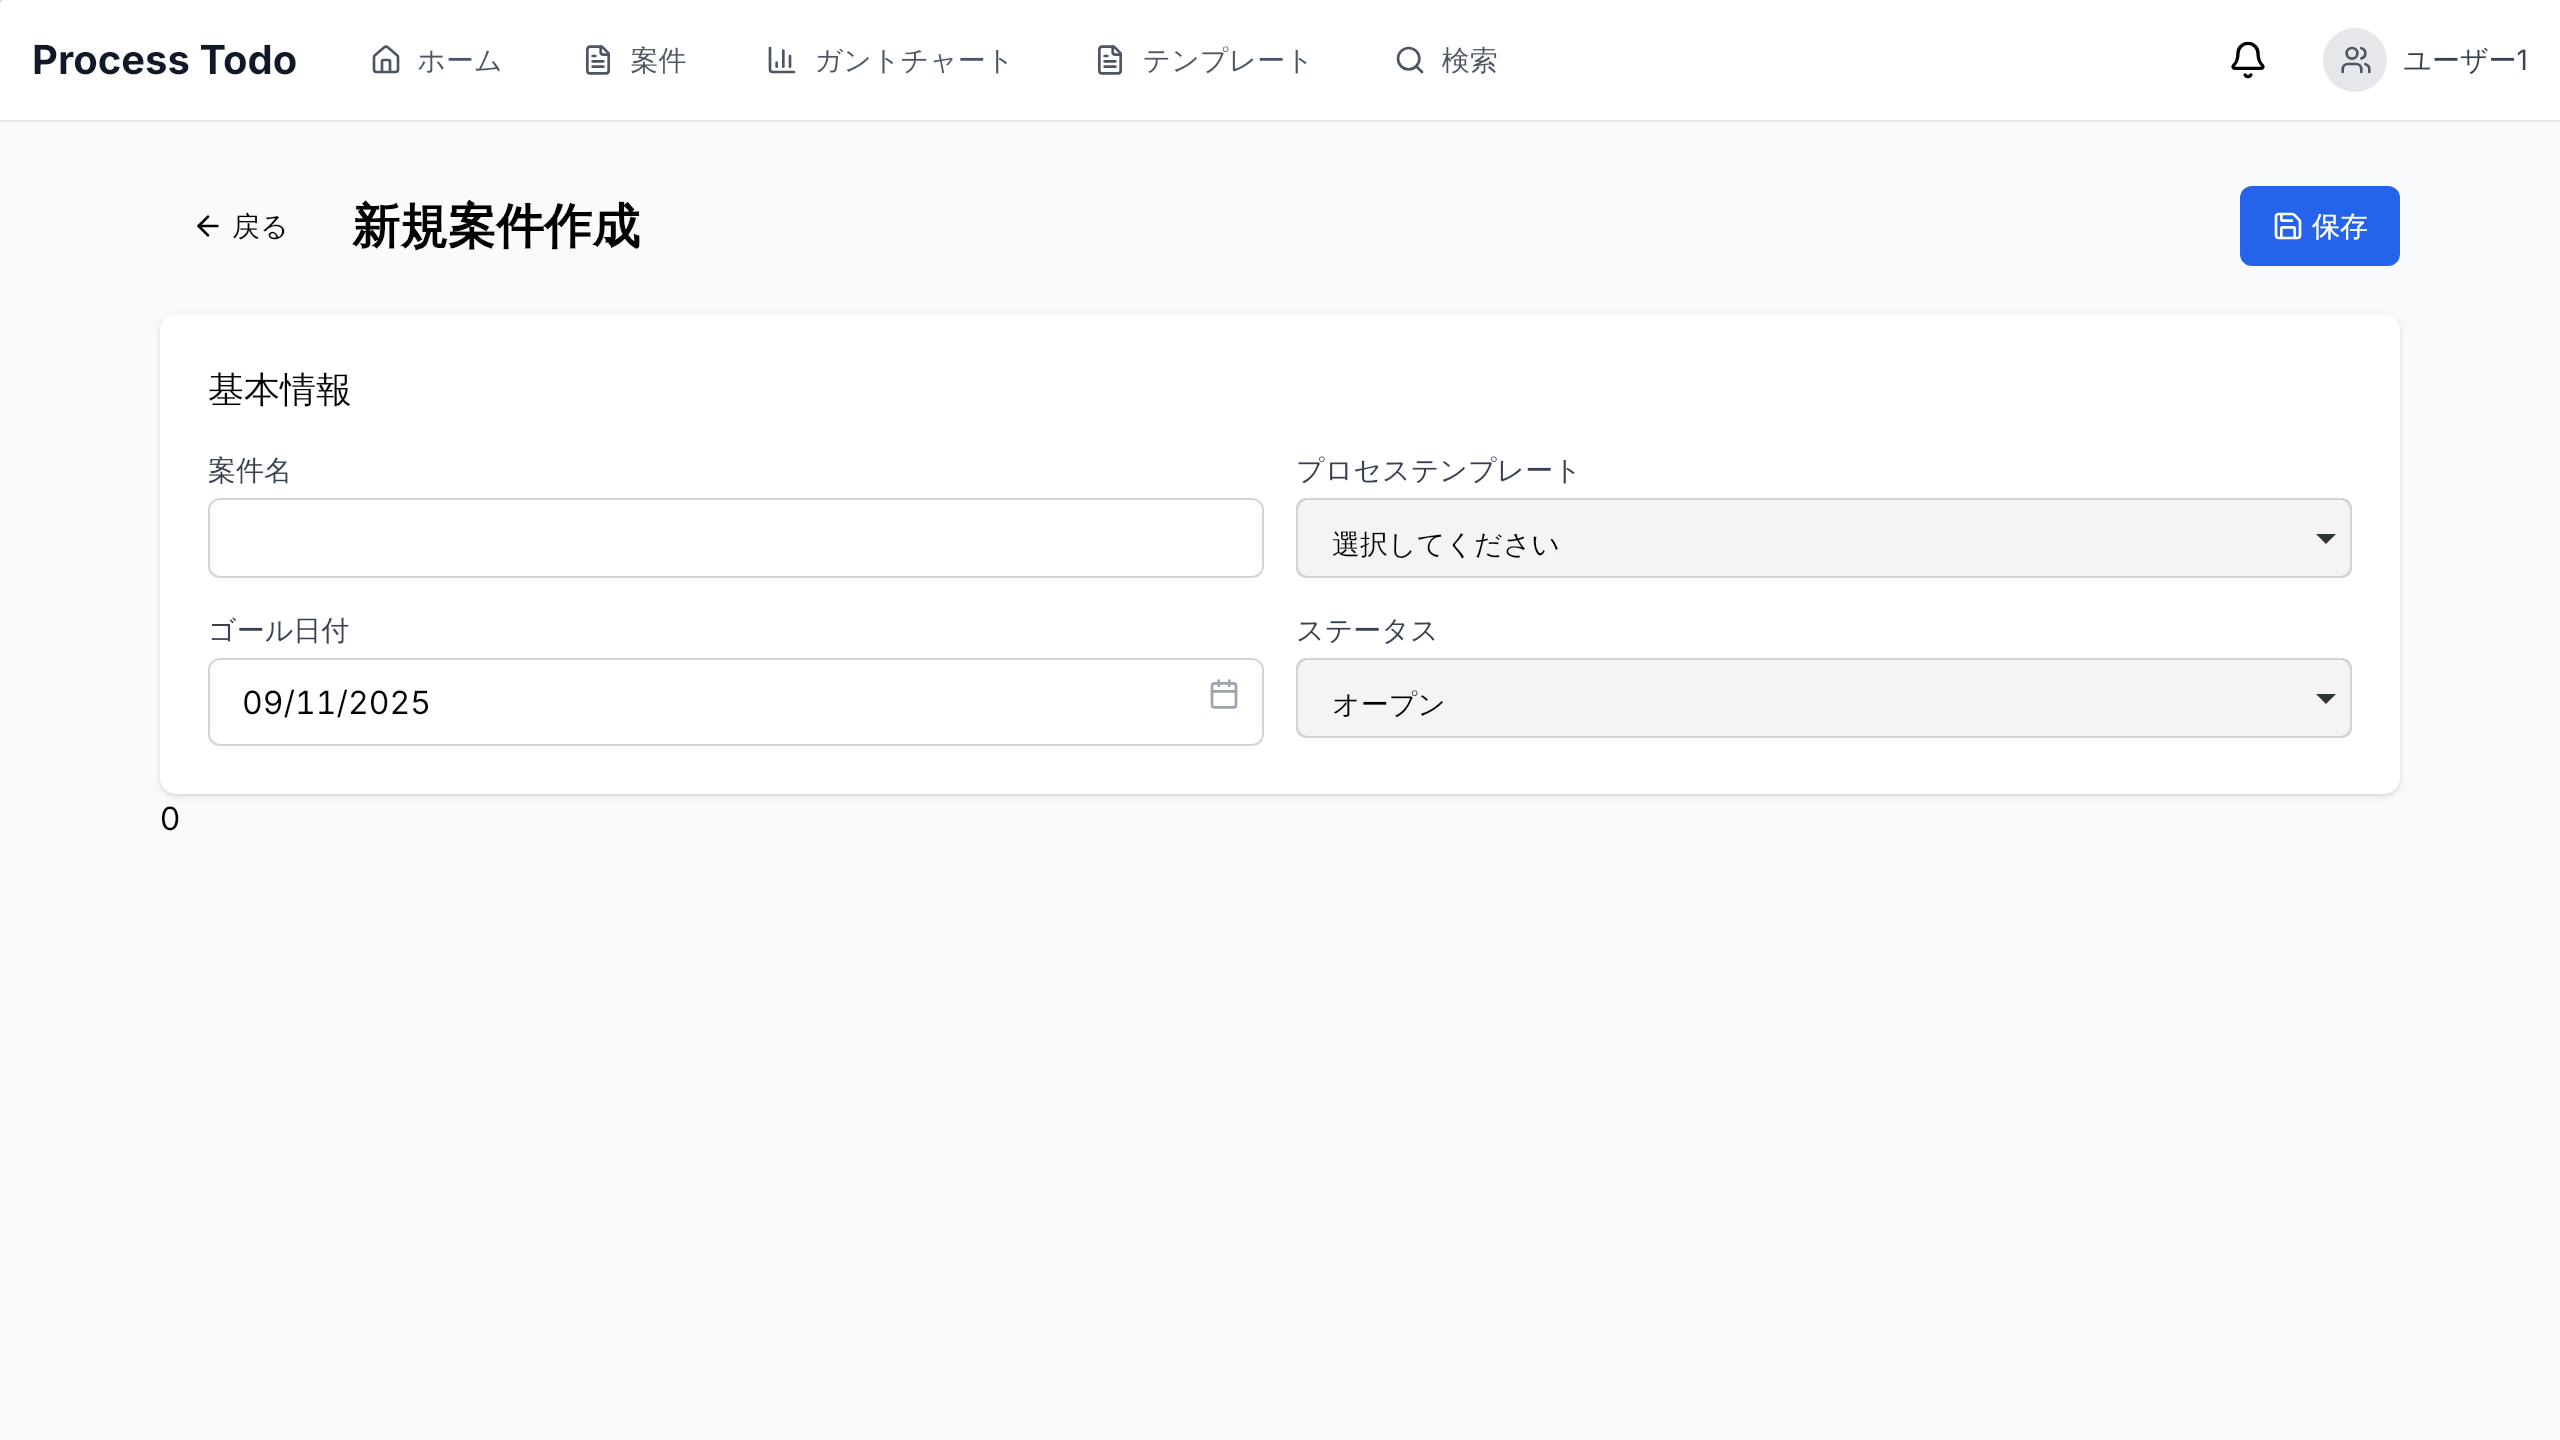 Process Todo ホーム 案件 ガントチャート テンプレート 検索 ユーザー1
戻る 新規案件作成 保存
基本情報
案件名 プロセステンプレート
選択してください
ゴール日付 ステータス
09/11/2025 オープン
0